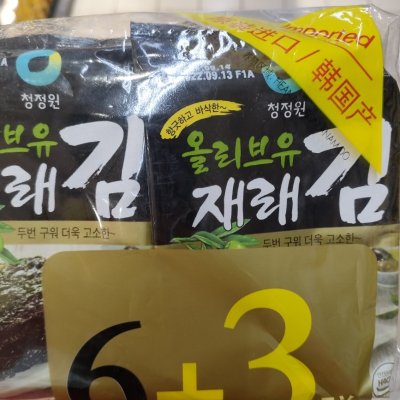 Imported
原装进口/韩国产
청정원
22.09.13 F1A
청정원
향긋하고 바삭한~
올리브유
재래김
두번 구워 더욱 고소한~
브유
래김
두번 구워 더욱 고소한~
6+3